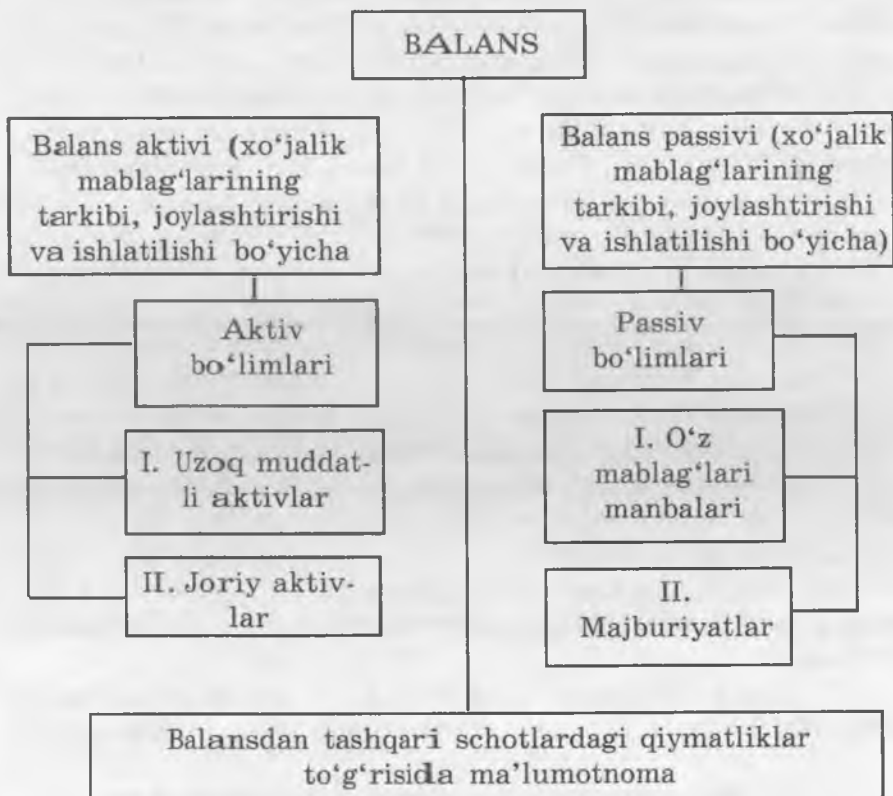 BALANS
Balans aktivi (xo‘jalik
mablag‘larining
tarkibi, joylashtirishi
va ishlatilishi bo‘yicha
Balans passivi (xo‘jalik
mablag‘larining
tarkibi, joylashtirishi
va ishlatilishi bo‘yicha)
Aktiv
bo‘limlari
Passiv
bo‘limlari
I. Uzoq muddat-
li aktivlar
I. O‘z
mablag‘lari
manbalari
II. Joriy aktiv-
lar
II.
Majburiyatlar
Balansdan tashqari schotlardagi qiymatliklar
to‘g‘risida ma’lumotnoma